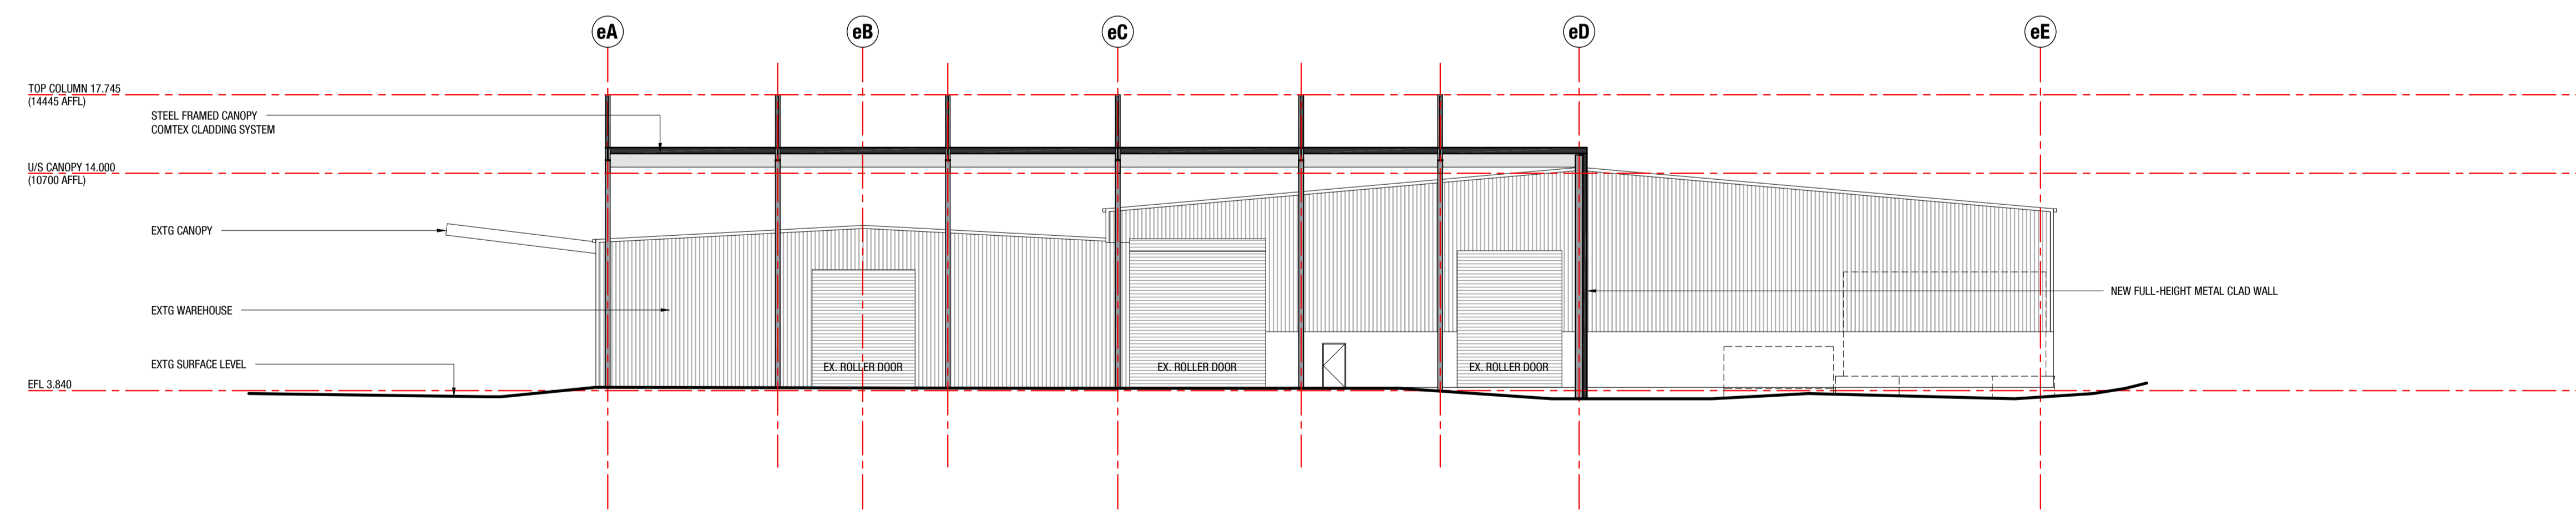 eA
eB
eC
eD
eE
TOP COLUMN 17.745
(14445 AFFL)
STEEL FRAMED CANOPY
COMTEX CLADDING SYSTEM
U/S CANOPY 14.000
(10700 AFFL)
EXTG CANOPY
NEW FULL-HEIGHT METAL CLAD WALL
EXTG WAREHOUSE
EXTG SURFACE LEVEL
EX. ROLLER DOOR
EX. ROLLER DOOR
EX. ROLLER DOOR
EFL 3.840